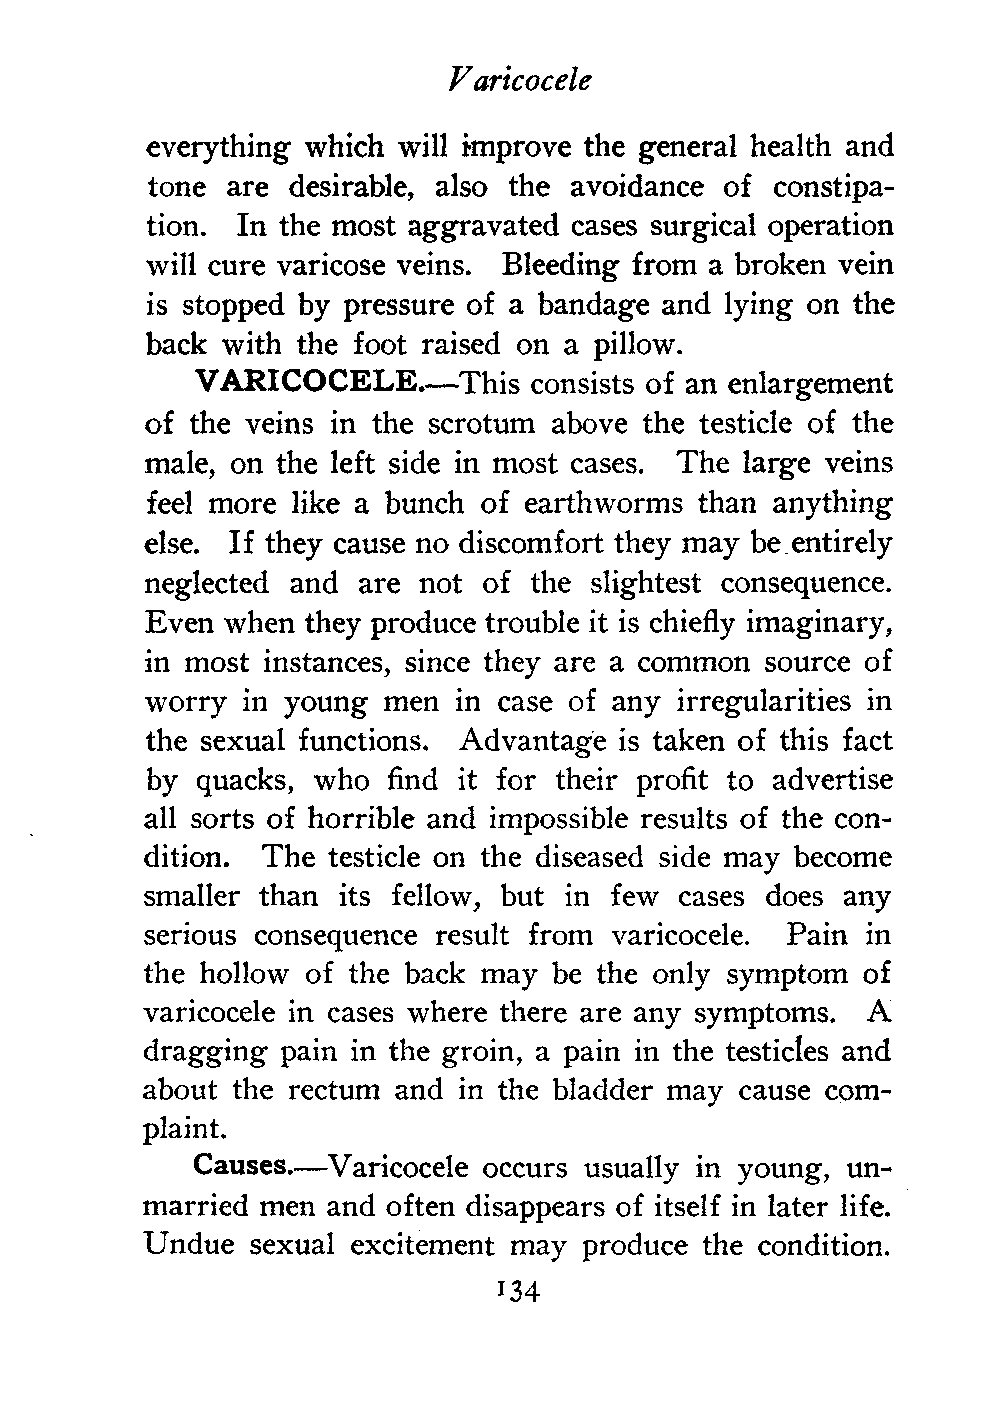 Varicocele
everything which will improve the general health and
tone are desirable, also the avoidance of constipa-
tion. In the most aggravated cases surgical operation
will cure varicose veins. Bleeding from a broken vein
is stopped by pressure of a bandage and lying on the
back with the foot raised on a pillow.
VARICOCELE.—This consists of an enlargement
of the veins in the scrotum above the testicle of the
male, on the left side in most cases. The large veins
feel more like a bunch of earthworms than anything
else. If they cause no discomfort they may be entirely
neglected and are not of the slightest consequence.
Even when they produce trouble it is chiefly imaginary,
in most instances, since they are a common source of
worry in young men in case of any irregularities in
the sexual functions. Advantage is taken of this fact
by quacks, who find it for their profit to advertise
all sorts of horrible and impossible results of the con-
dition. The testicle on the diseased side may become
smaller than its fellow, but in few cases does any
serious consequence result from varicocele. Pain in
the hollow of the back may be the only symptom of
varicocele in cases where there are any symptoms. A
dragging pain in the groin, a pain in the testicles and
about the rectum and in the bladder may cause com-
plaint.
Causes.—Varicocele occurs usually in young, un-
married men and often disappears of itself in later life.
Undue sexual excitement may produce the condition.
134